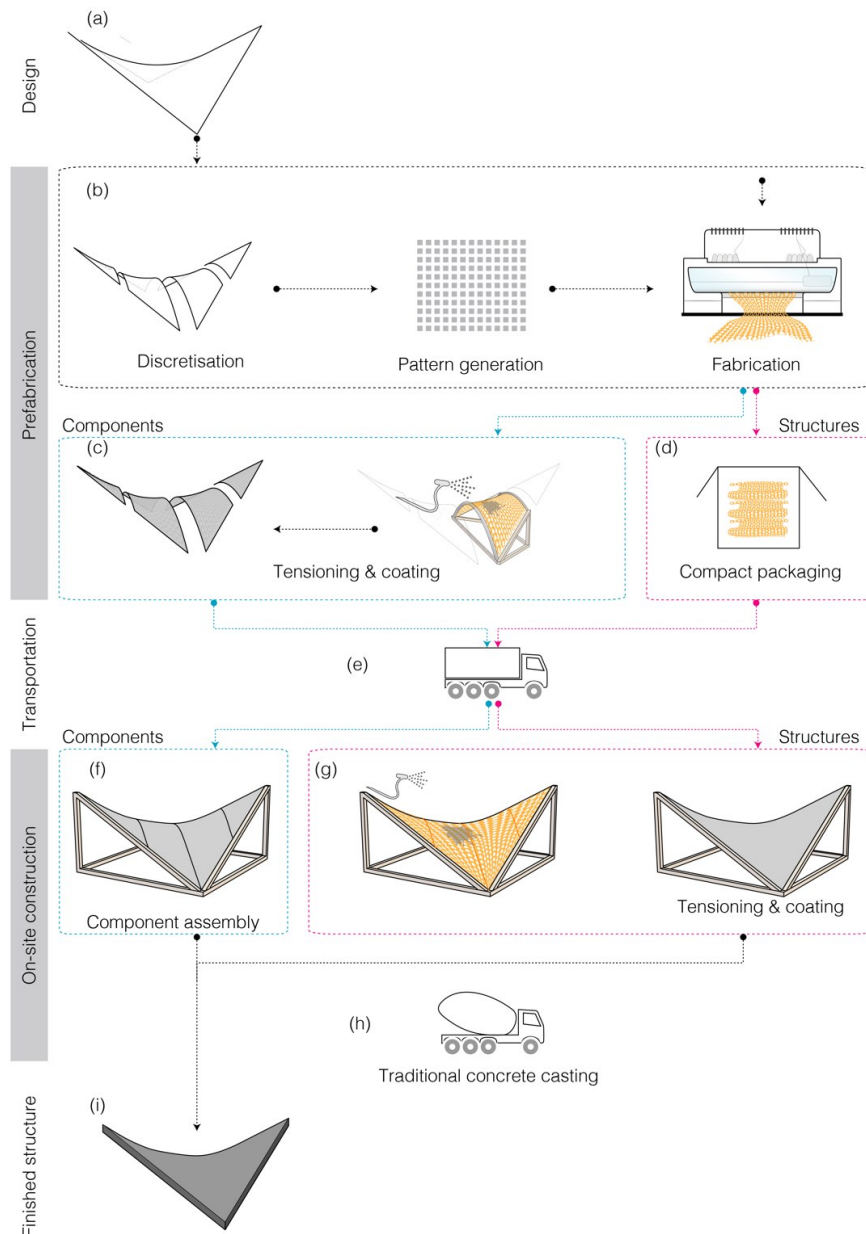 (a)
Design
(b)
Discretisation
Pattern generation
Fabrication
Prefabrication
Components
Structures
(c)
(d)
Tensioning & coating
Compact packaging
Transportation
(e)
Components
Structures
(f)
(g)
On-site construction
Component assembly
Tensioning & coating
(h)
Traditional concrete casting
(i)
Finished structure